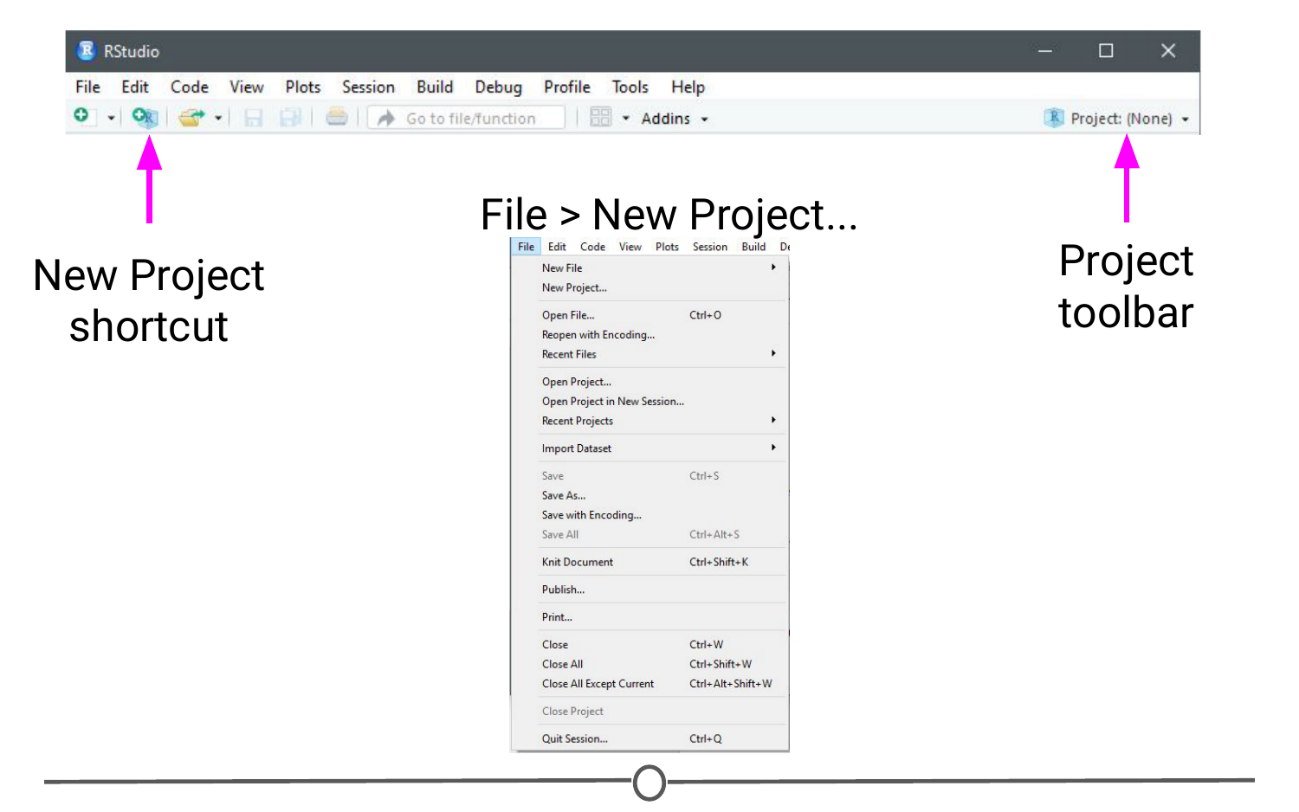 RStudio
File Edit Code View Plots Session Build Debug Profile Tools Help
Go to file/function Addins Project: (None)
File > New Project...
New Project
shortcut
Project
toolbar
File Edit Code View Plots Session Build De
New File
New Project...
Open File... Ctrl+O
Reopen with Encoding...
Recent Files
Open Project...
Open Project in New Session...
Recent Projects
Import Dataset
Save Ctrl+S
Save As...
Save with Encoding...
Save All Ctrl+Alt+S
Knit Document Ctrl+Shift+K
Publish...
Print...
Close Ctrl+W
Close All Ctrl+Shift+W
Close All Except Current Ctrl+Alt+Shift+W
Close Project
Quit Session... Ctrl+Q